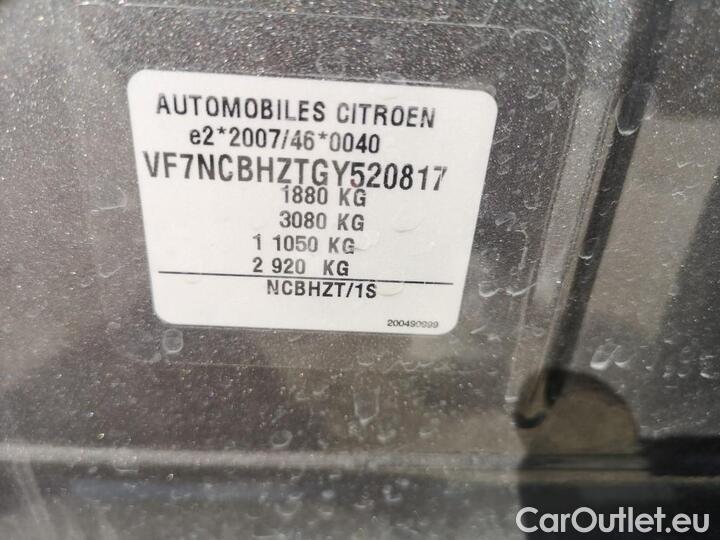 AUTOMOBILES CITROEN
e2*2007/46*0040
VF7NCBHZTGY520817
1880 KG
3080 KG
1 1050 KG
2 920 KG
NCBHZT/1S
200490999
CarOutlet.eu